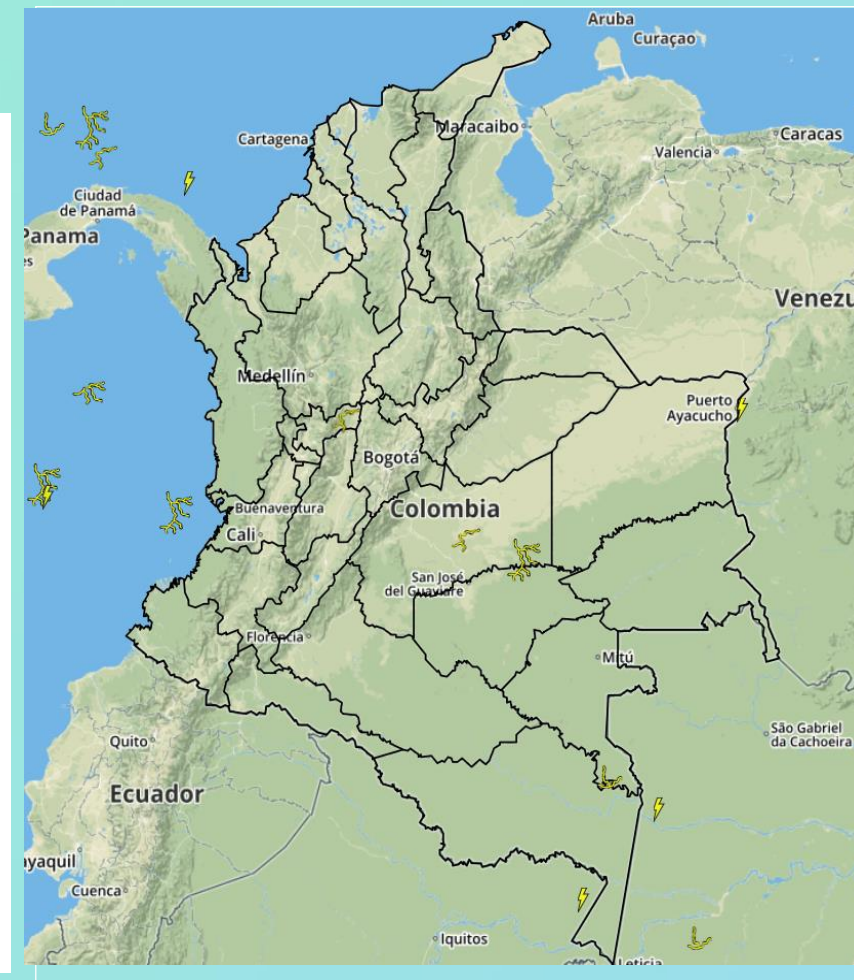 Aruba
Curaçao
Cartagena
Maracaibo
Caracas
Valencia
Ciudad
de Panamá
Panama
es
Venezu
Medellín
Puerto
Ayacucho
Bogotá
Buenaventura
Colombia
Cali
San José
del Guaviare
Florencia
Mitú
São Gabriel
da Cachoeira
Quito
Ecuador
ayaquil
Cuenca
Iquitos
Leticia